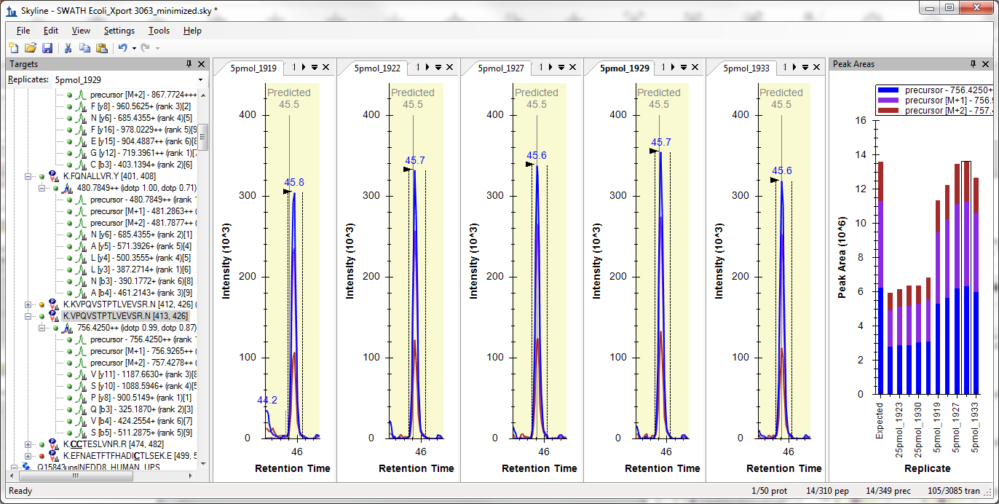 Skyline - SWATH Ecoli_Xport 3063_minimized.sky *
File Edit View Settings Tools Help
Targets
Replicates: 5pmol_1929
precursor [M+2] - 867.7724+++
F [y8] - 960.5625+ (rank 3)[2]
N [y6] - 685.4355+ (rank 4)[5]
F [y16] - 978.0229++ (rank 5)[9
E [y15] - 904.4887++ (rank 6)[8
G [y12] - 719.3961++ (rank 1)[7
C [b3] - 403.1394+ (rank 2)[6]
K.FQNALLVR.Y [401, 408]
480.7849++ (idotp 1.00, dotp 0.71)
precursor - 480.7849++ (irank
precursor [M+1] - 481.2863++ (
precursor [M+2] - 481.7877++ (
N [y6] - 685.4355+ (rank 2)[1]
A [y5] - 571.3926+ (rank 5)[4]
L [y4] - 500.3555+ (rank 4)[5]
L [y3] - 387.2714+ (rank 1)[6]
N [b3] - 390.1772+ (rank 6)[8]
A [b4] - 461.2143+ (rank 3)[9]
K.KVPQVSTPTLVEVSR.N [412, 426] (
K.VPQVSTPTLVEVSR.N [413, 426]
756.4250++ (idotp 0.99, dotp 0.87)
precursor - 756.4250++ (irank
precursor [M+1] - 756.9265++ (
precursor [M+2] - 757.4278++ (
V [y11] - 1187.6630+ (rank 3)[8
S [y10] - 1088.5946+ (rank 4)[5
P [y8] - 900.5149+ (rank 1)[1]
Q [b3] - 325.1870+ (rank 2)[3]
V [b4] - 424.2554+ (rank 6)[7]
S [b5] - 511.2875+ (rank 5)[9]
K.CCTESLVNR.R [474, 482]
K.EFNAETFTFHADICTLSEK.E [499, 5
Q15843ups|NEDD8_HUMAN_UPS
5pmol_1919 1
Predicted
45.5
45.8
44.2
400
300
200
100
0
Intensity (10^3)
46
Retention Time
5pmol_1922 1
Predicted
45.5
45.7
400
300
200
100
0
Intensity (10^3)
46
Retention Time
5pmol_1927 1
Predicted
45.5
45.6
400
300
200
100
0
Intensity (10^3)
46
Retention Time
5pmol_1929 1
Predicted
45.5
45.7
400
300
200
100
0
Intensity (10^3)
46
Retention Time
5pmol_1933 1
Predicted
45.5
45.6
400
300
200
100
0
Intensity (10^3)
46
Retention Time
Peak Areas
precursor - 756.4250+
precursor [M+1] - 756.9
precursor [M+2] - 757.4
16
14
12
10
8
6
4
2
0
Peak Area (10^6)
Expected
25pmol_1923
25pmol_1930
5pmol_1919
5pmol_1927
5pmol_1933
Replicate
Ready
1/50 prot 14/310 pep 14/349 prec 105/3085 tran